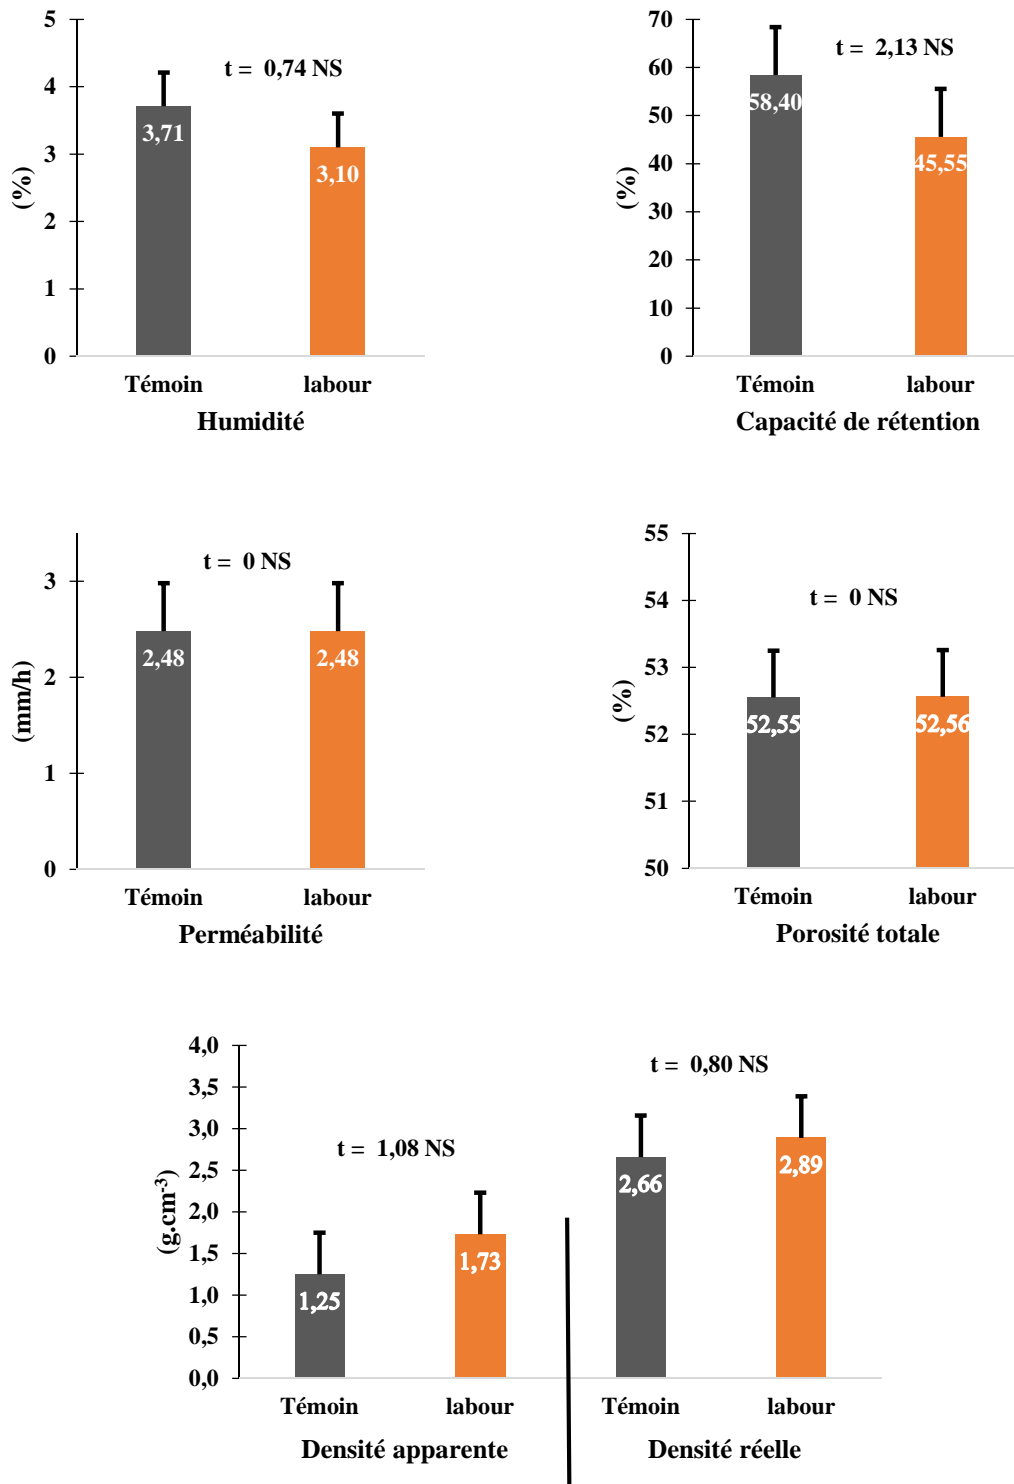 5
4
3
2
1
0
(%)
t = 0,74 NS
3,71
3,10
Témoin labour
Humidité
70
60
50
40
30
20
10
0
(%)
t = 2,13 NS
58,40
45,55
Témoin labour
Capacité de rétention
3
2
1
0
(mm/h)
t = 0 NS
2,48
2,48
Témoin labour
Perméabilité
55
54
53
52
51
50
(%)
t = 0 NS
52,55
52,56
Témoin labour
Porosité totale
4,0
3,5
3,0
2,5
2,0
1,5
1,0
0,5
0,0
(g.cm-3)
t = 1,08 NS
t = 0,80 NS
1,25
1,73
2,66
2,89
Témoin labour Témoin labour
Densité apparente Densité réelle